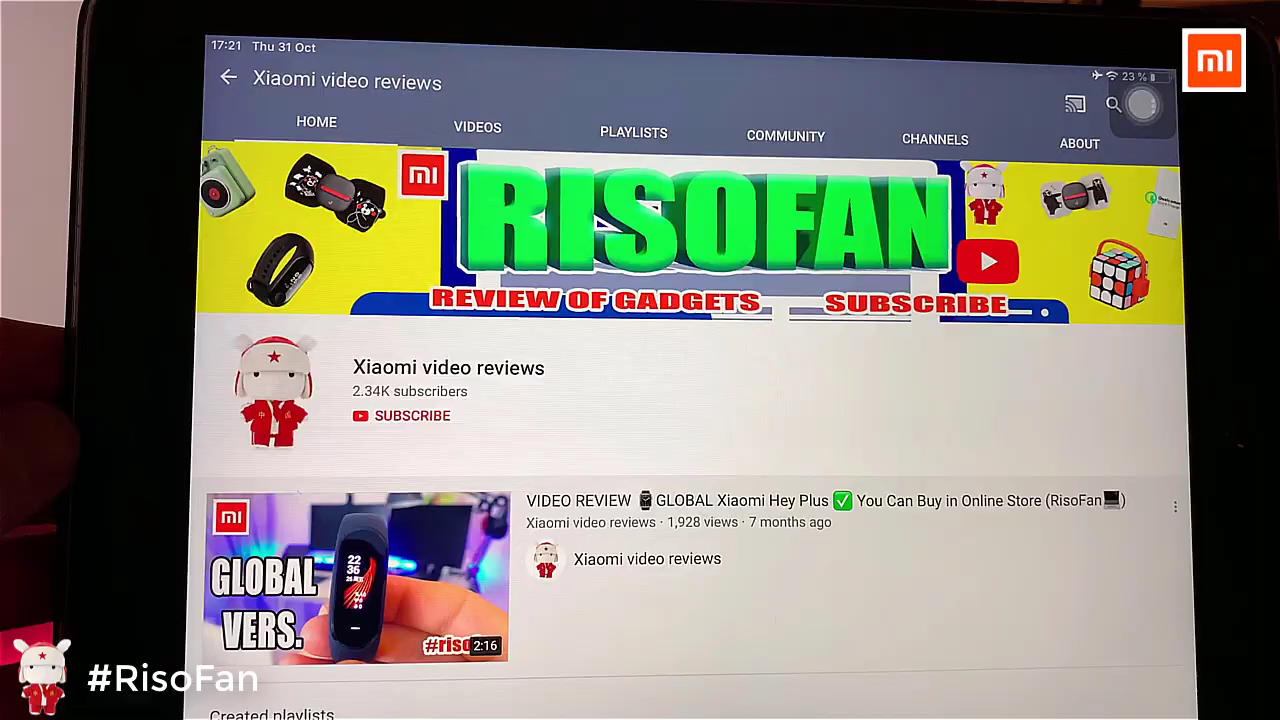 17:21 Thu 31 Oct
23 %
Xiaomi video reviews
HOME VIDEOS PLAYLISTS COMMUNITY CHANNELS ABOUT
mi
mi
RISOFAN
REVIEW OF GADGETS SUBSCRIBE
Xiaomi video reviews
2.34K subscribers
SUBSCRIBE
VIDEO REVIEW ⌚ GLOBAL Xiaomi Hey Plus ✅ You Can Buy in Online Store (RisoFan💻)
Xiaomi video reviews · 1,928 views · 7 months ago
Xiaomi video reviews
mi
GLOBAL
VERS.
22
36
#riso
2:16
#RisoFan
Created playlists